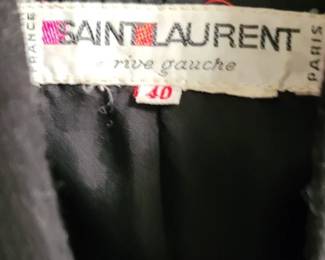 FRANCE
SAINT LAURENT
rive gauche
PARIS
40